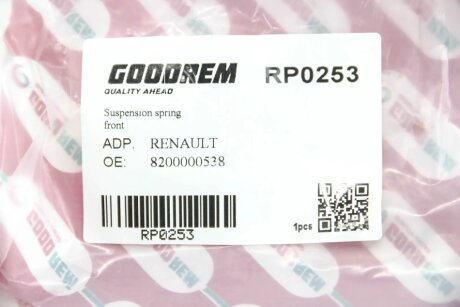 GOODREM RP0253
QUALITY AHEAD
Suspension spring
front
ADP. RENAULT
OE: 8200000538
RP0253
1pcs